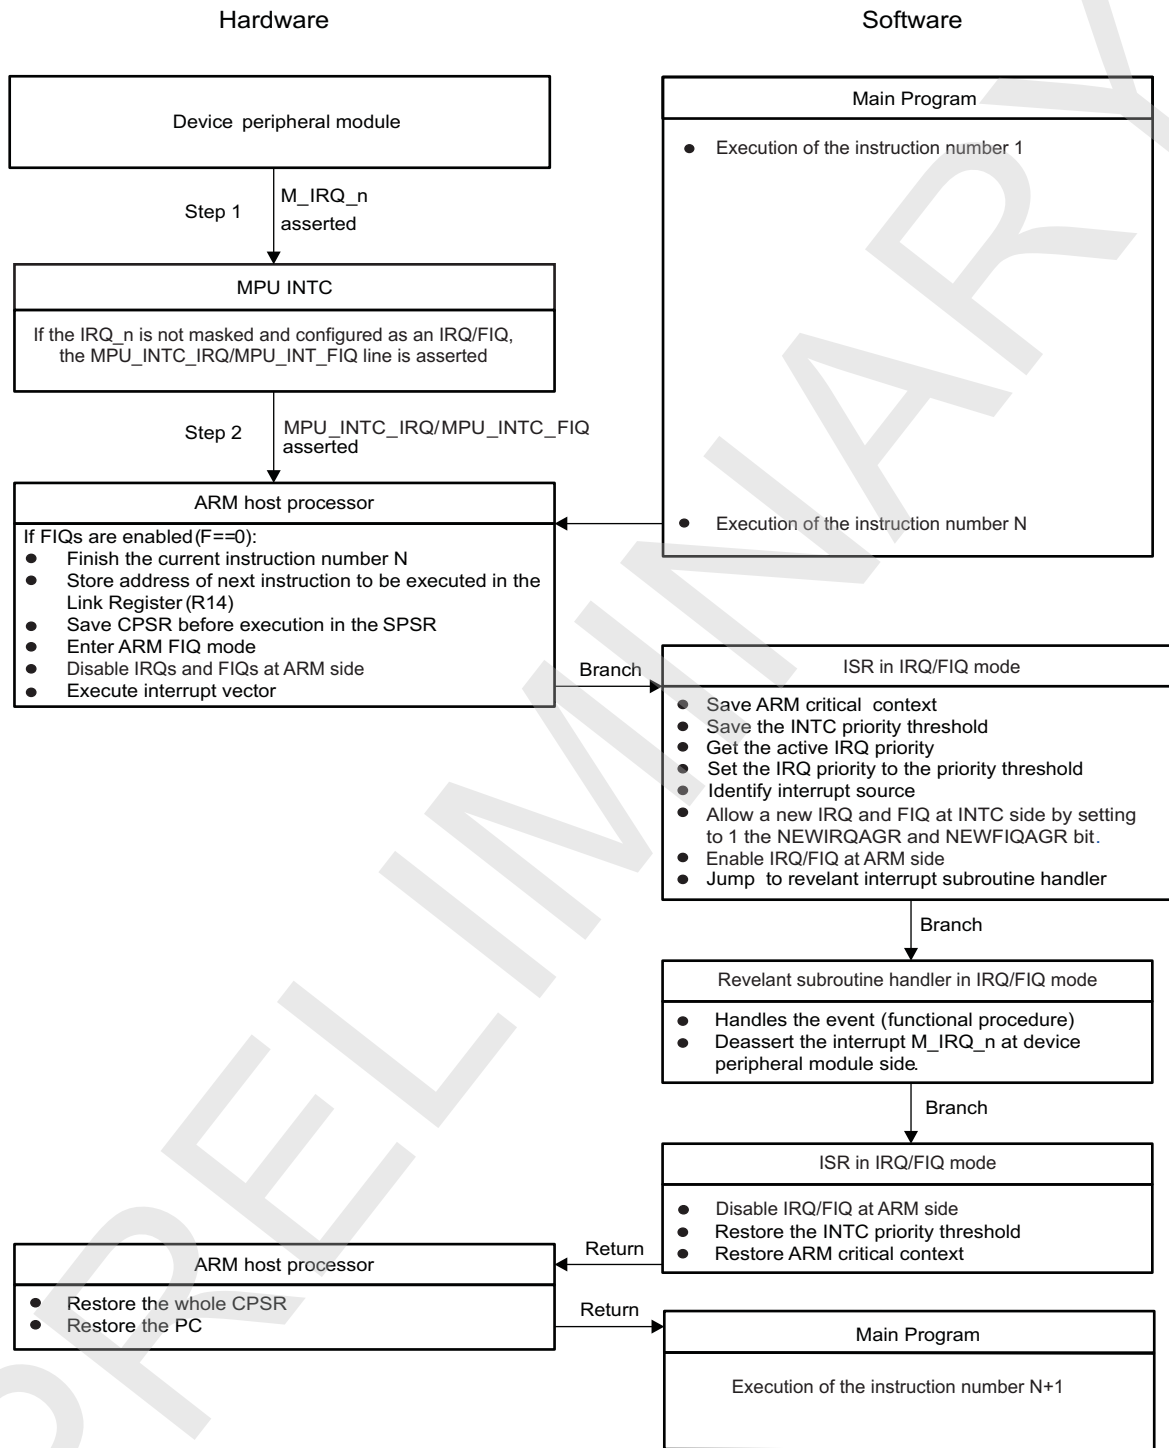 Hardware
Software
Device peripheral module
Main Program
Execution of the instruction number 1
Step 1
M_IRQ_n
asserted
MPU INTC
If the IRQ_n is not masked and configured as an IRQ/FIQ,
the MPU_INTC_IRQ/MPU_INT_FIQ line is asserted
Step 2
MPU_INTC_IRQ/MPU_INTC_FIQ
asserted
Execution of the instruction number N
ARM host processor
If FIQs are enabled(F==0):
● Finish the current instruction number N
● Store address of next instruction to be executed in the
Link Register(R14)
● Save CPSR before execution in the SPSR
● Enter ARM FIQ mode
● Disable IRQs and FIQs at ARM side
● Execute interrupt vector
Branch
ISR in IRQ/FIQ mode
● Save ARM critical context
● Save the INTC priority threshold
● Get the active IRQ priority
● Set the IRQ priority to the priority threshold
● Identify interrupt source
● Allow a new IRQ and FIQ at INTC side by setting
to 1 the NEWIRQAGR and NEWFIQAGR bit.
● Enable IRQ/FIQ at ARM side
● Jump to revelant interrupt subroutine handler
Branch
Revelant subroutine handler in IRQ/FIQ mode
● Handles the event (functional procedure)
● Deassert the interrupt M_IRQ_n at device
peripheral module side.
Branch
ISR in IRQ/FIQ mode
● Disable IRQ/FIQ at ARM side
● Restore the INTC priority threshold
● Restore ARM critical context
Return
ARM host processor
● Restore the whole CPSR
● Restore the PC
Return
Main Program
Execution of the instruction number N+1
PRELIMINARY